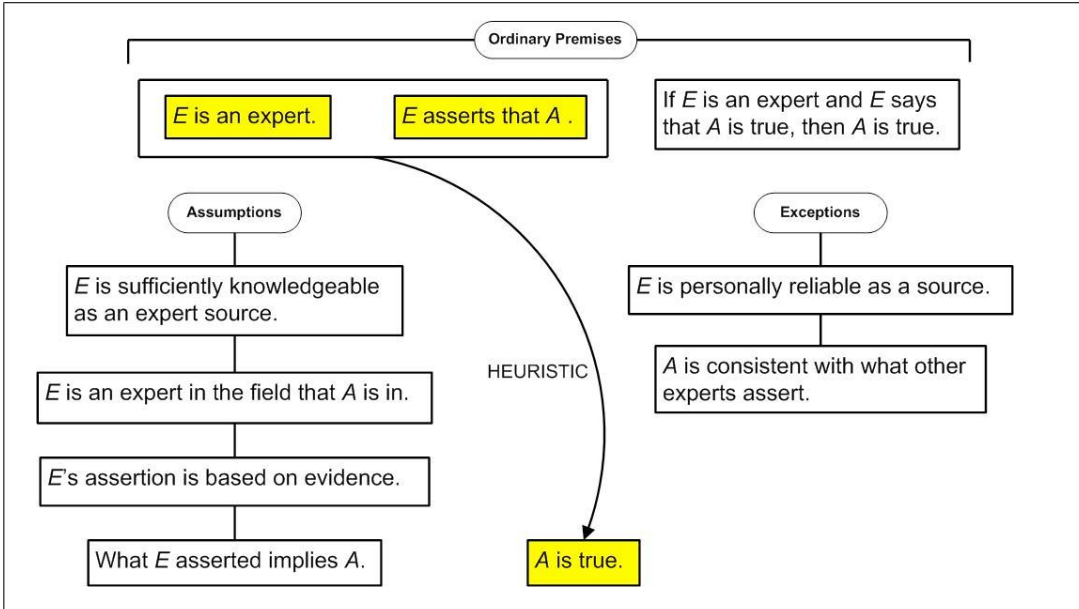 Ordinary Premises
E is an expert.
E asserts that A .
If E is an expert and E says
that A is true, then A is true.
Assumptions
Exceptions
E is sufficiently knowledgeable
as an expert source.
E is personally reliable as a source.
HEURISTIC
A is consistent with what other
experts assert.
E is an expert in the field that A is in.
E's assertion is based on evidence.
What E asserted implies A.
A is true.